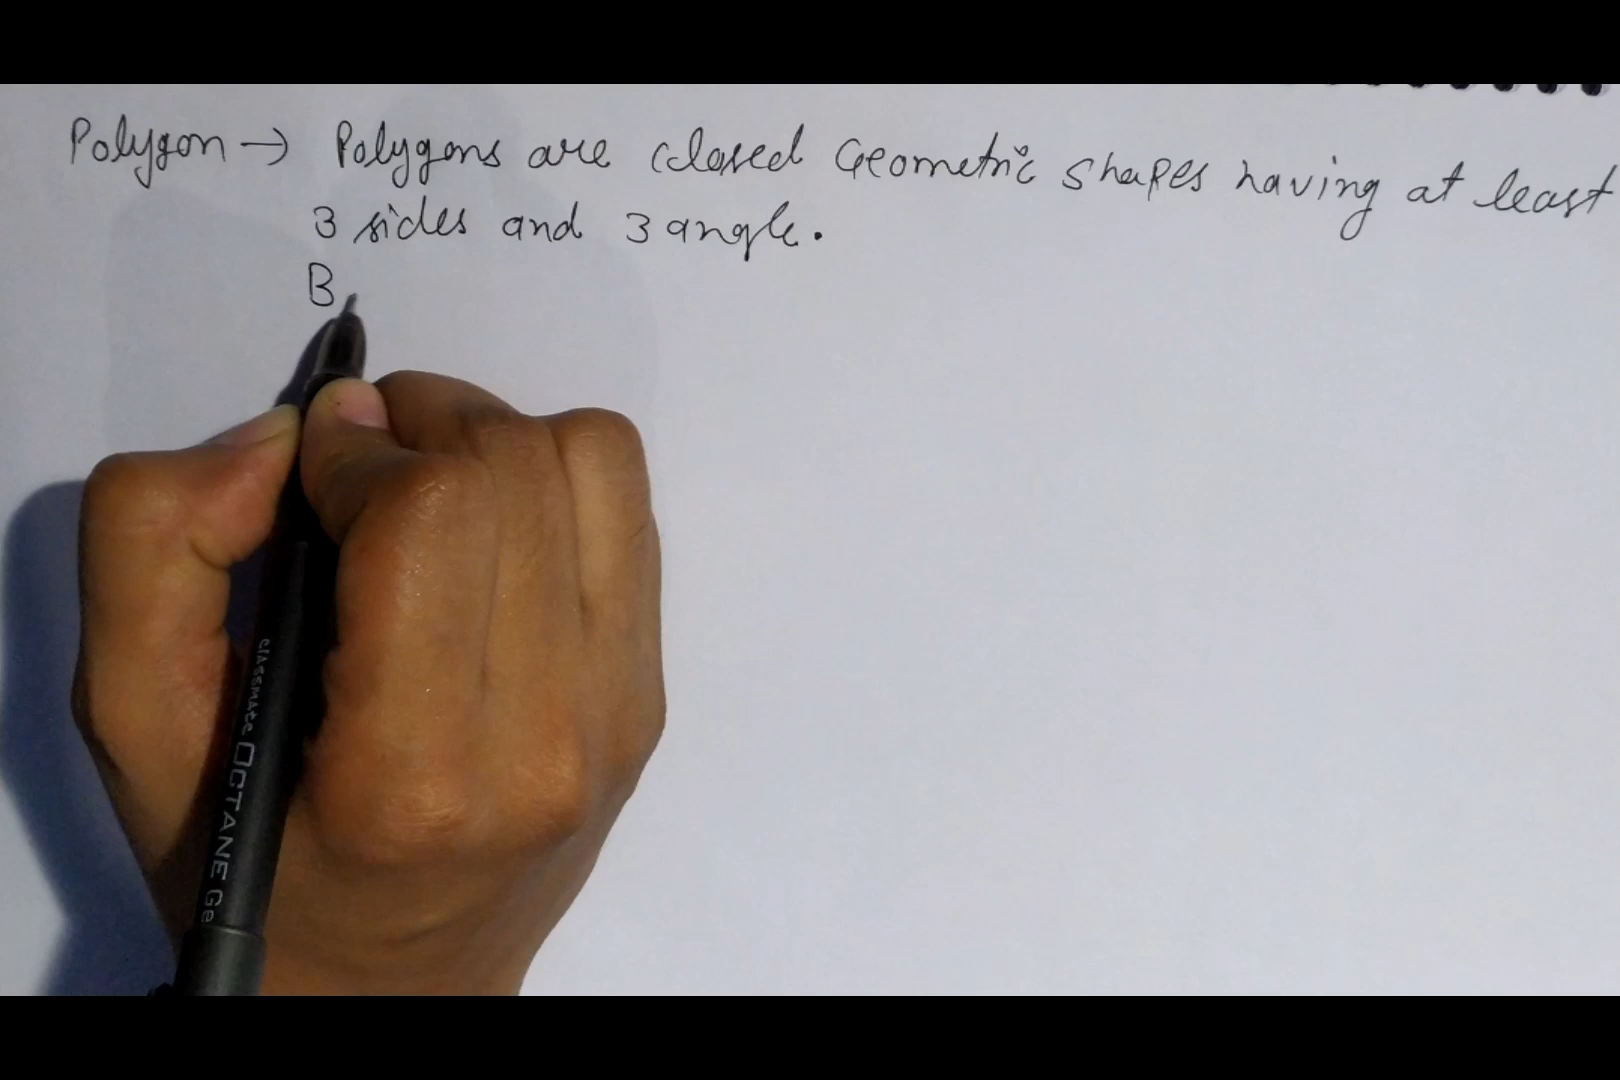 Polygon → Polygons are closed Geometric shapes having at least
3 sides and 3 angle.
B
classmate OCTANE Ge